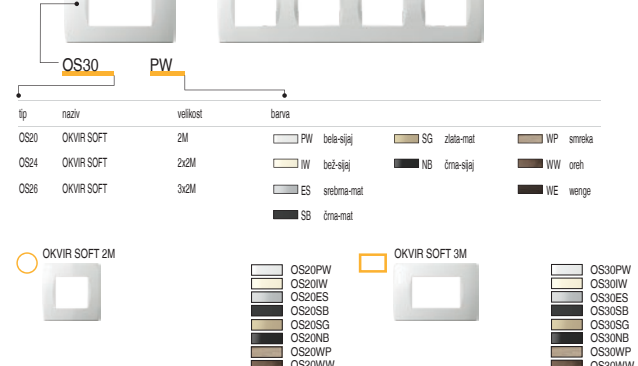 OS30 PW
tip naziv velikost barva
OS20 OKVIR SOFT 2M PW bela-sijaj SG zlata-mat WP smreka
OS24 OKVIR SOFT 2x2M IW bež-sijaj NB črna-sijaj WW oreh
OS26 OKVIR SOFT 3x2M ES srebrna-mat WE wenge
SB črna-mat
OKVIR SOFT 2M OKVIR SOFT 3M
OS20PW OS30PW
OS20IW OS30IW
OS20ES OS30ES
OS20SB OS30SB
OS20SG OS30SG
OS20NB OS30NB
OS20WP OS30WP
OS20WW OS30WW